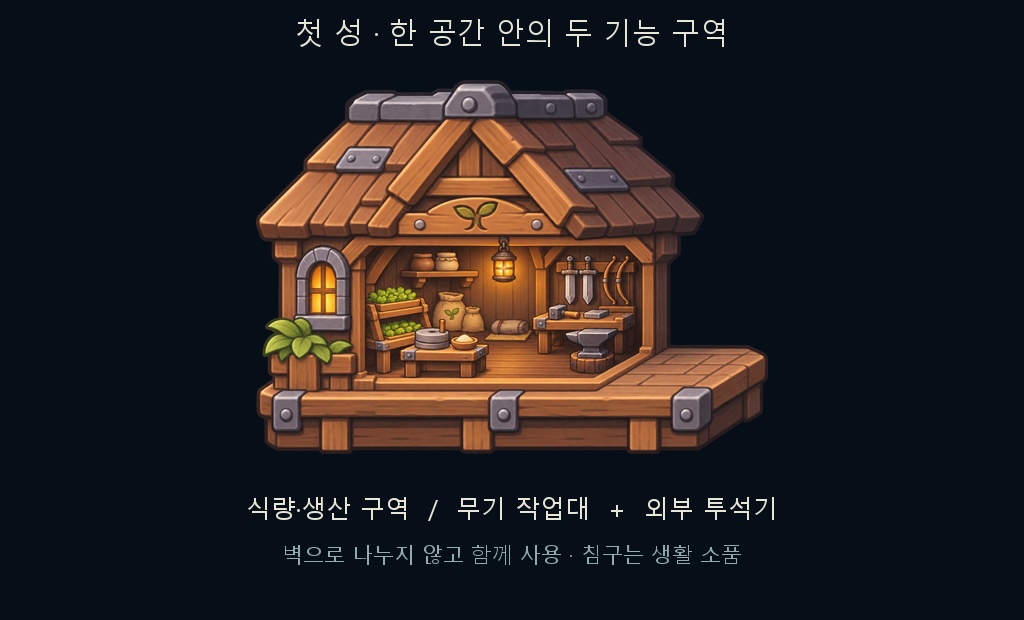 첫 성 · 한 공간 안의 두 기능 구역
식량·생산 구역 / 무기 작업대 + 외부 투석기
벽으로 나누지 않고 함께 사용 · 침구는 생활 소품